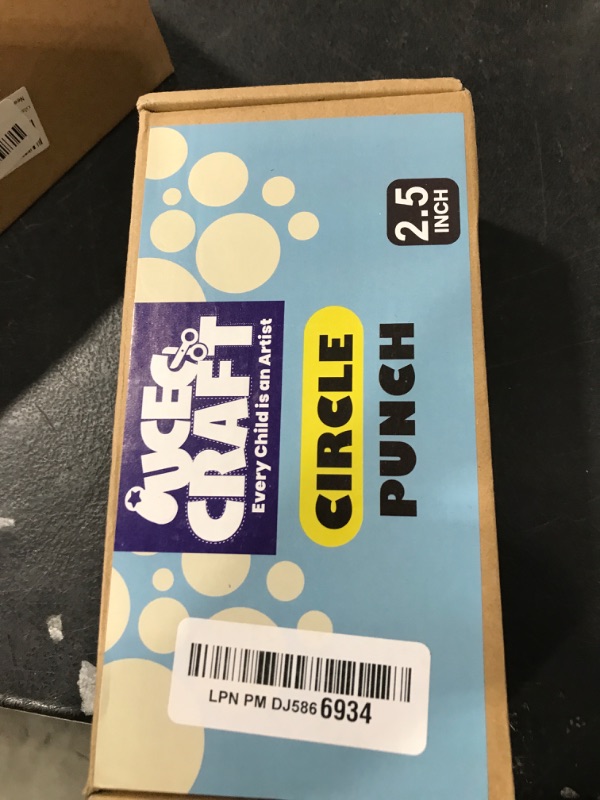 CRAFT
Every Child is an Artist
CIRCLE
PUNCH
2.5
INCH
LPN PM DJ586 6934